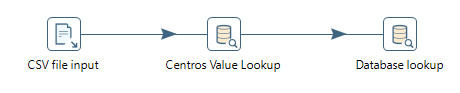 CSV file input
Centros Value Lookup
Database lookup